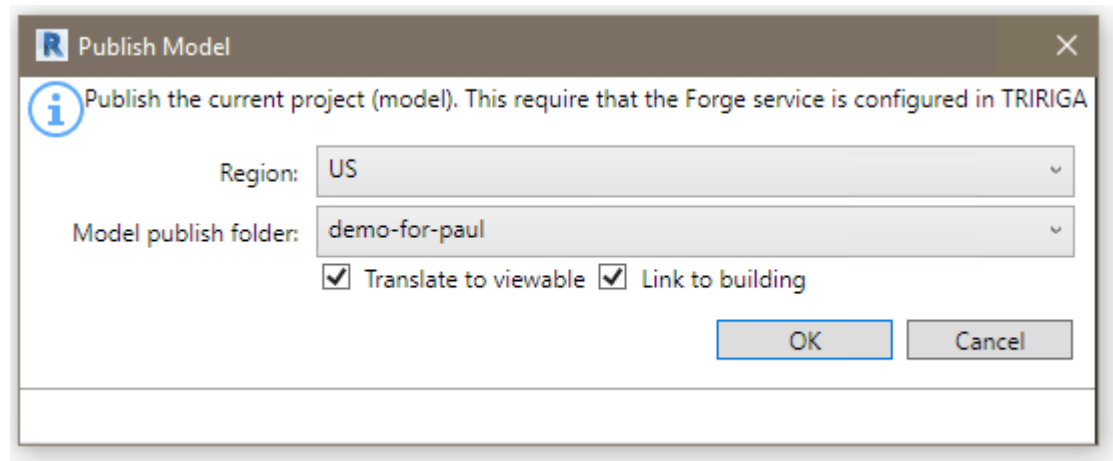 Publish Model
Publish the current project (model). This require that the Forge service is configured in TRIRIGA
Region: US
Model publish folder: demo-for-paul
Translate to viewable Link to building
OK Cancel